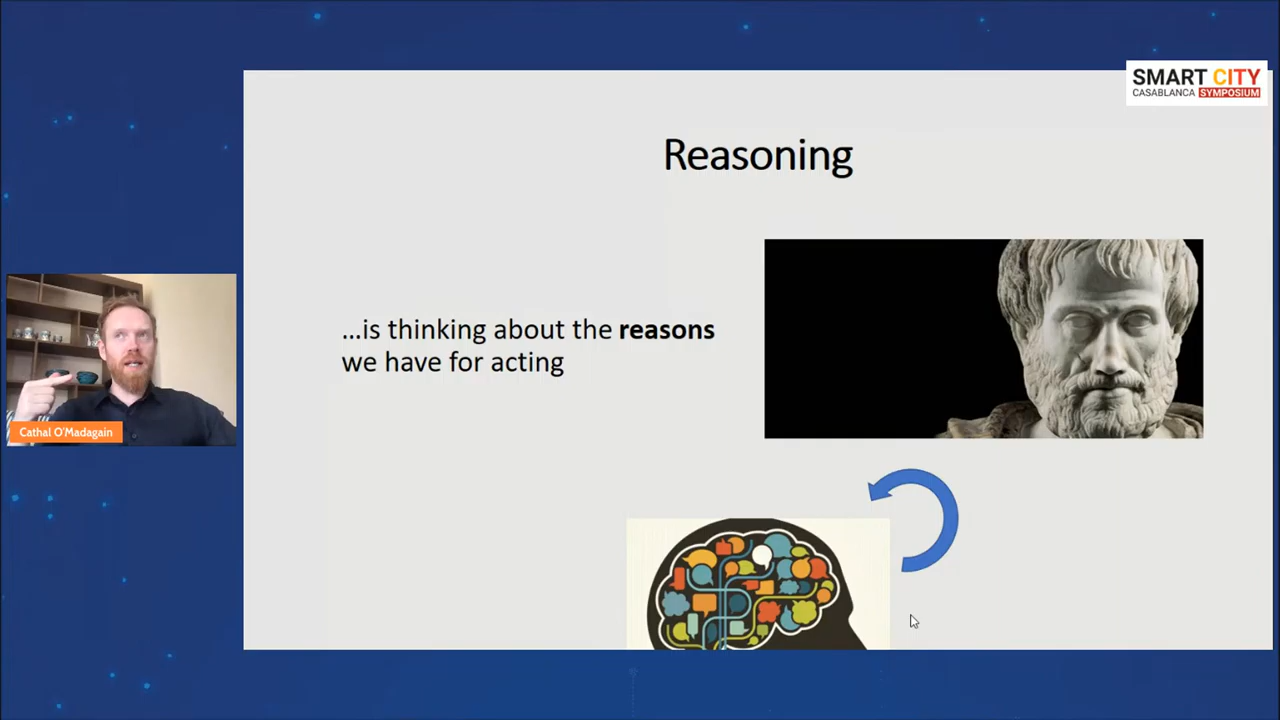 SMART CITY
CASABLANCA SYMPOSIUM
Reasoning
...is thinking about the reasons
we have for acting
Cathal O'Madagain